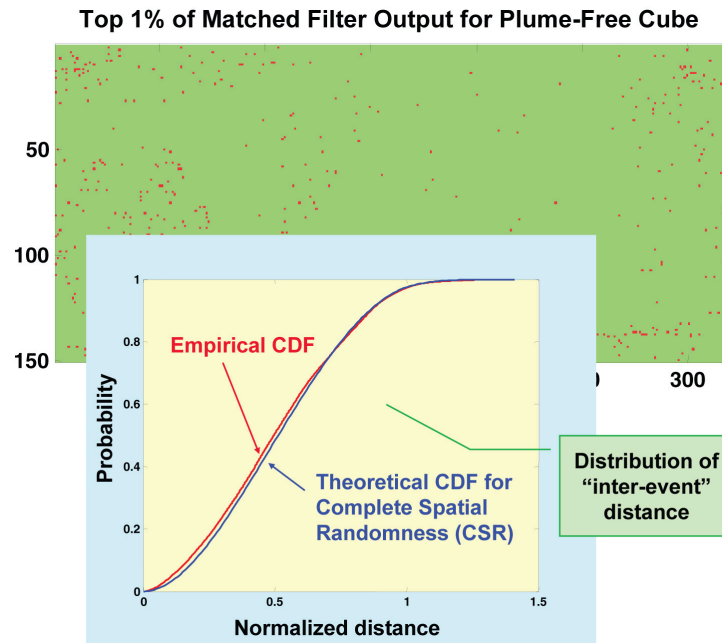 Top 1% of Matched Filter Output for Plume-Free Cube
50
100
150
300
1
0.8
0.6
0.4
0.2
0
0
0.5
1
1.5
Probability
Normalized distance
Empirical CDF
Theoretical CDF for
Complete Spatial
Randomness (CSR)
Distribution of
“inter-event”
distance